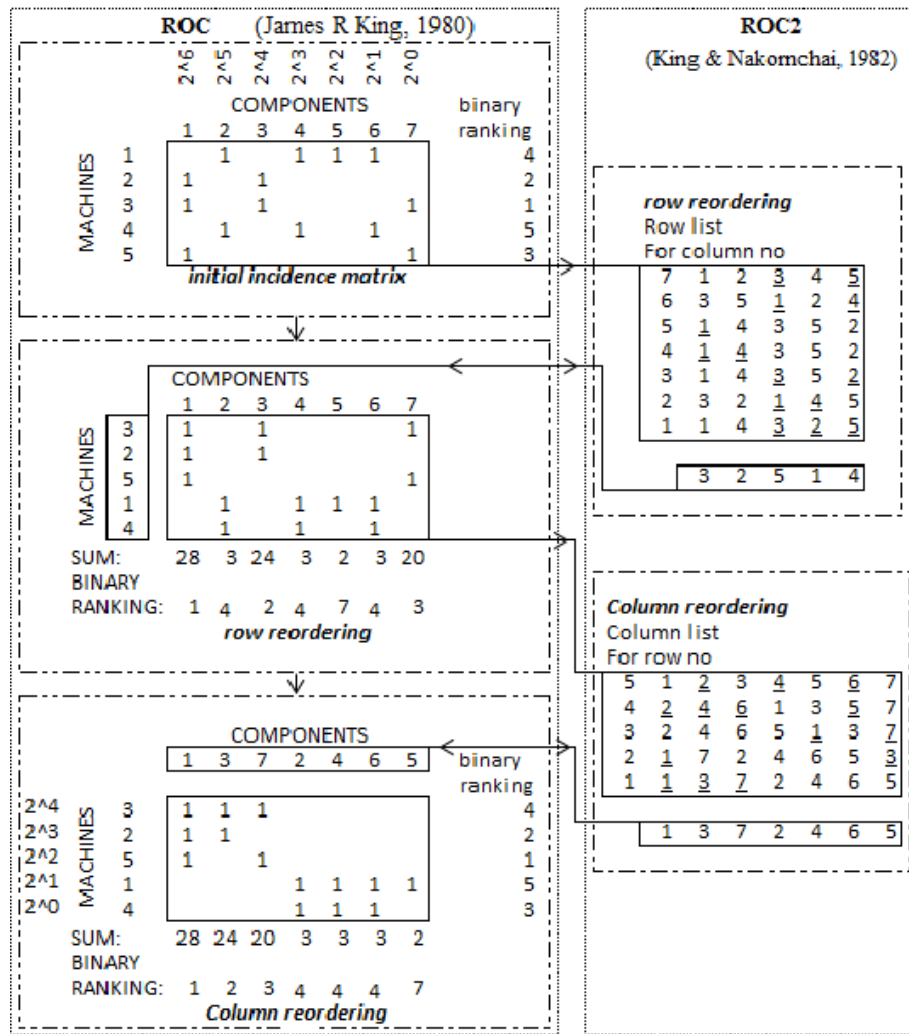 ROC (James R King, 1980)
2^6 2^5 2^4 2^3 2^2 2^1 2^0
COMPONENTS binary
ranking
1 2 3 4 5 6 7
MACHINES
1 1 1 1 1 4
2 1 1 2
3 1 1 1 1
4 1 1 1 5
5 1 1 3
initial incidence matrix
COMPONENTS
1 2 3 4 5 6 7
MACHINES
3 1 1 1
2 1 1
5 1 1
1 1 1 1 1
4 1 1 1
SUM: 28 3 24 3 2 3 20
BINARY
RANKING: 1 4 2 4 7 4 3
row reordering
COMPONENTS
1 3 7 2 4 6 5
binary
ranking
MACHINES
2^4 3 1 1 1 4
2^3 2 1 1 2
2^2 5 1 1 1
2^1 1 1 1 1 1 5
2^0 4 1 1 1 3
SUM: 28 24 20 3 3 3 2
BINARY
RANKING: 1 2 3 4 4 4 7
Column reordering
ROC2
(King & Nakornchai, 1982)
row reordering
Row list
For column no
7 1 2 3 4 5
6 3 5 1 2 4
5 1 4 3 5 2
4 1 4 3 5 2
3 1 4 3 5 2
2 3 2 1 4 5
1 1 4 3 2 5
3 2 5 1 4
Column reordering
Column list
For row no
5 1 2 3 4 5 6 7
4 2 4 6 1 3 5 7
3 2 4 6 5 1 3 7
2 1 7 2 4 6 5 3
1 1 3 7 2 4 6 5
1 3 7 2 4 6 5